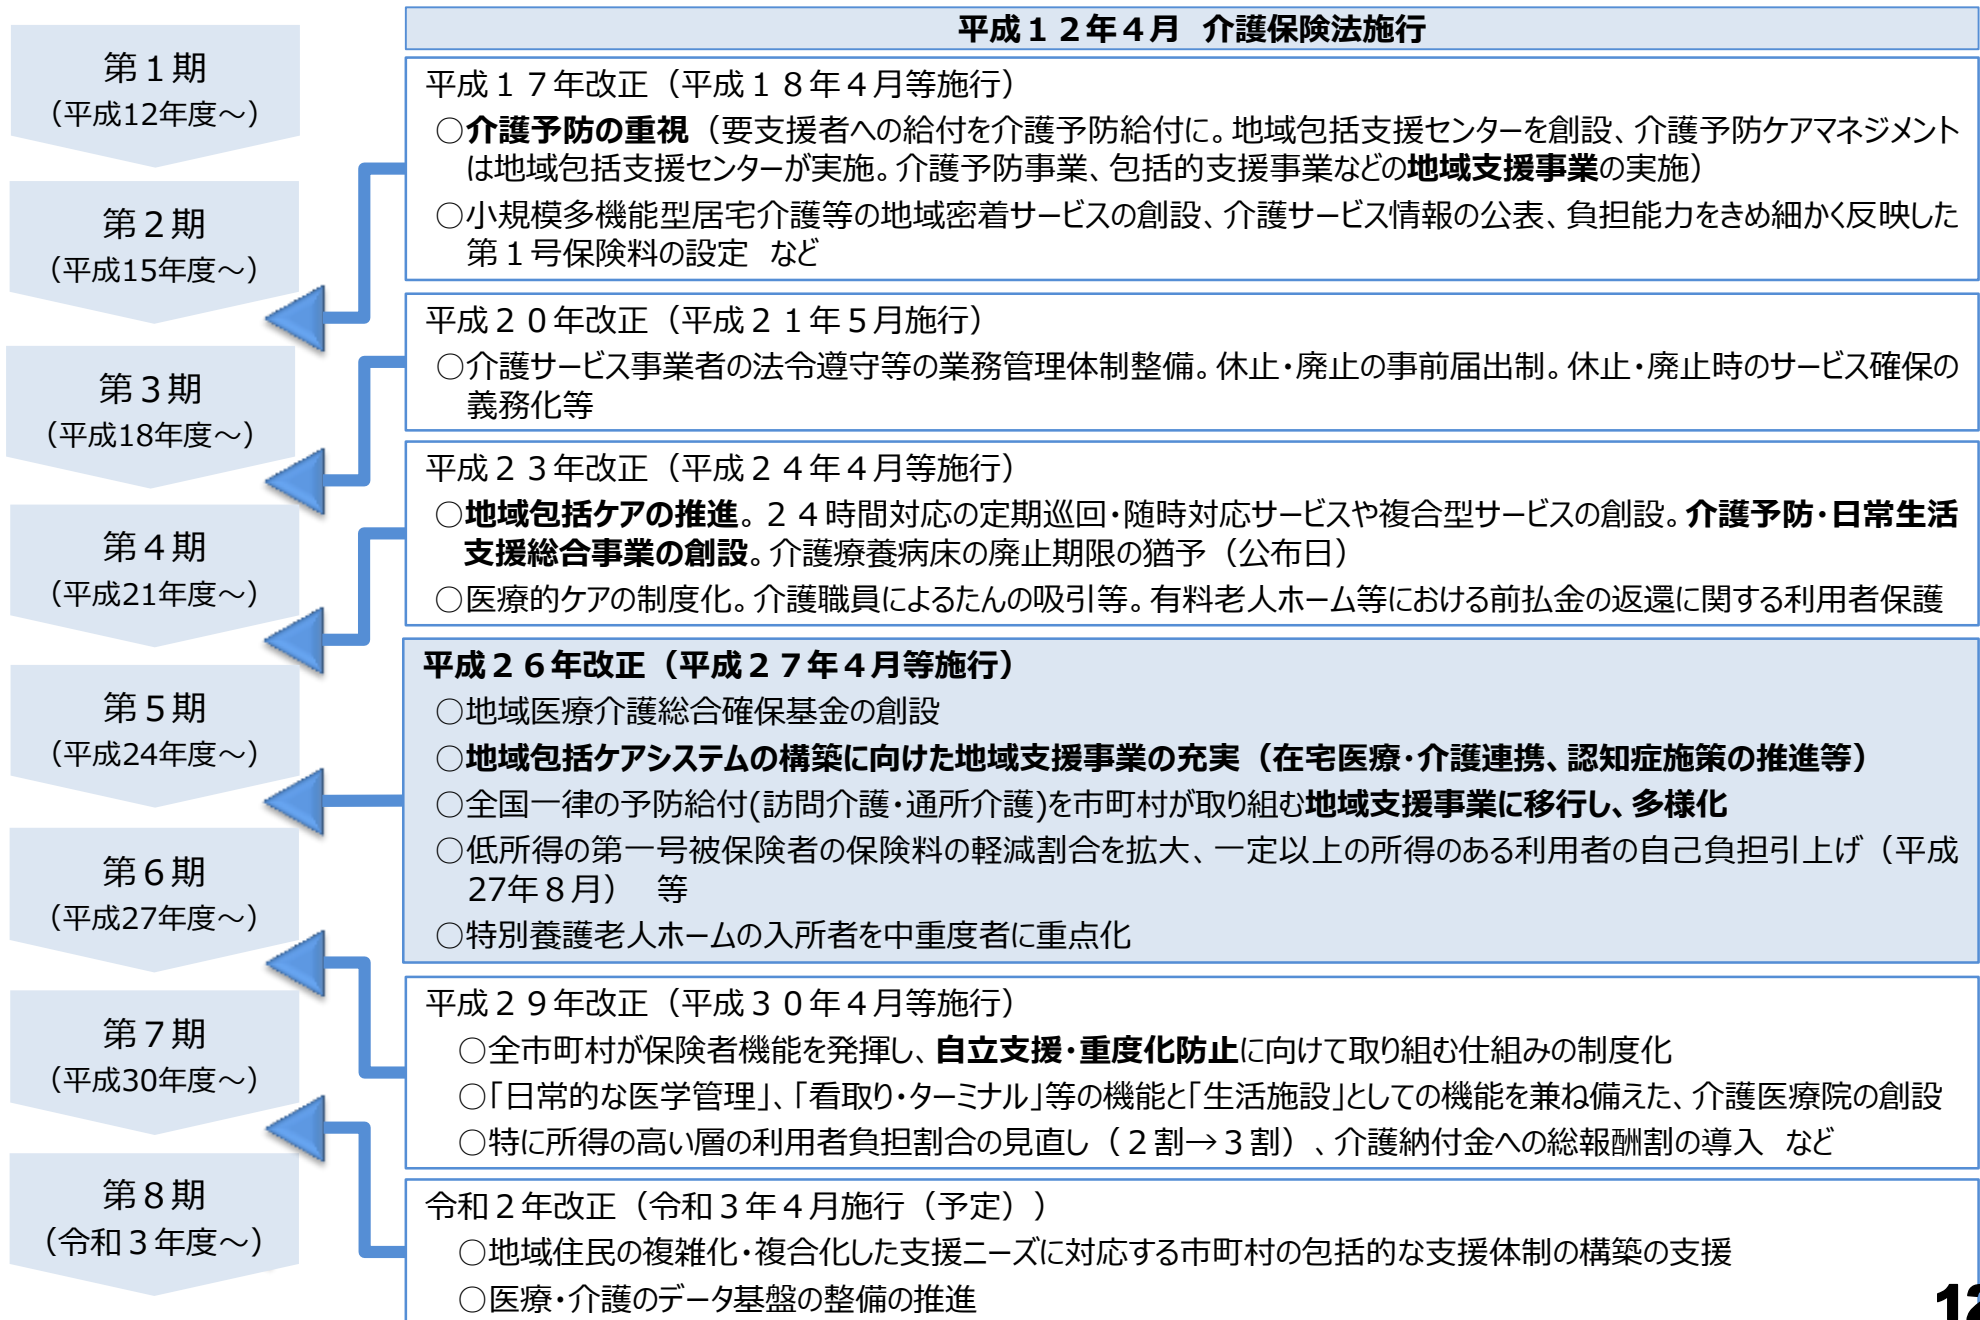 平成１２年４月 介護保険法施行
第１期
（平成12年度～）
第２期
（平成15年度～）
第３期
（平成18年度～）
第４期
（平成21年度～）
第５期
（平成24年度～）
第６期
（平成27年度～）
第７期
（平成30年度～）
第８期
（令和３年度～）
平成１７年改正（平成１８年４月等施行）
○介護予防の重視（要支援者への給付を介護予防給付に。地域包括支援センターを創設、介護予防ケアマネジメント
は地域包括支援センターが実施。介護予防事業、包括的支援事業などの地域支援事業の実施）
○小規模多機能型居宅介護等の地域密着サービスの創設、介護サービス情報の公表、負担能力をきめ細かく反映した
第１号保険料の設定 など
平成２０年改正（平成２１年５月施行）
○介護サービス事業者の法令遵守等の業務管理体制整備。休止・廃止の事前届出制。休止・廃止時のサービス確保の
義務化等
平成２３年改正（平成２４年４月等施行）
○地域包括ケアの推進。２４時間対応の定期巡回・随時対応サービスや複合型サービスの創設。介護予防・日常生活
支援総合事業の創設。介護療養病床の廃止期限の猶予（公布日）
○医療的ケアの制度化。介護職員によるたんの吸引等。有料老人ホーム等における前払金の返還に関する利用者保護
平成２６年改正（平成２７年４月等施行）
○地域医療介護総合確保基金の創設
○地域包括ケアシステムの構築に向けた地域支援事業の充実（在宅医療・介護連携、認知症施策の推進等）
○全国一律の予防給付(訪問介護・通所介護)を市町村が取り組む地域支援事業に移行し、多様化
○低所得の第一号被保険者の保険料の軽減割合を拡大、一定以上の所得のある利用者の自己負担引上げ（平成
27年８月） 等
○特別養護老人ホームの入所者を中重度者に重点化
平成２９年改正（平成３０年４月等施行）
○全市町村が保険者機能を発揮し、自立支援・重度化防止に向けて取り組む仕組みの制度化
○「日常的な医学管理」、「看取り・ターミナル」等の機能と「生活施設」としての機能を兼ね備えた、介護医療院の創設
○特に所得の高い層の利用者負担割合の見直し（２割→３割）、介護納付金への総報酬割の導入 など
令和２年改正（令和３年４月施行（予定））
○地域住民の複雑化・複合化した支援ニーズに対応する市町村の包括的な支援体制の構築の支援
○医療・介護のデータ基盤の整備の推進
12